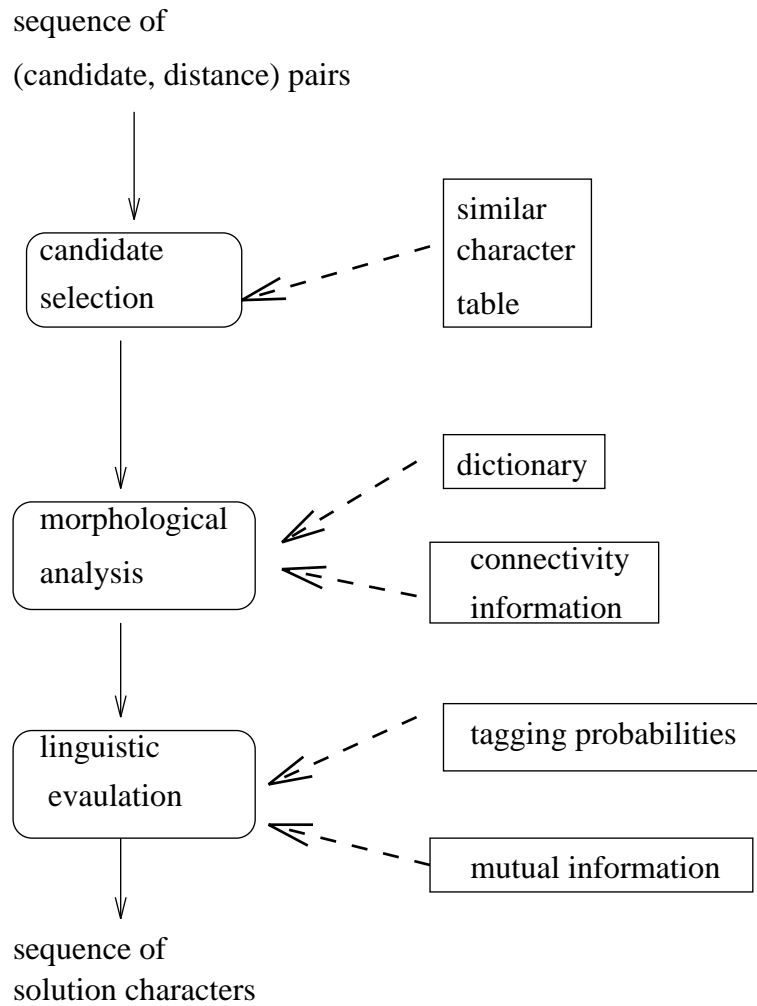 sequence of
(candidate, distance) pairs
candidate
selection
similar
character
table
morphological
analysis
dictionary
connectivity
information
linguistic
evaulation
tagging probabilities
mutual information
sequence of
solution characters